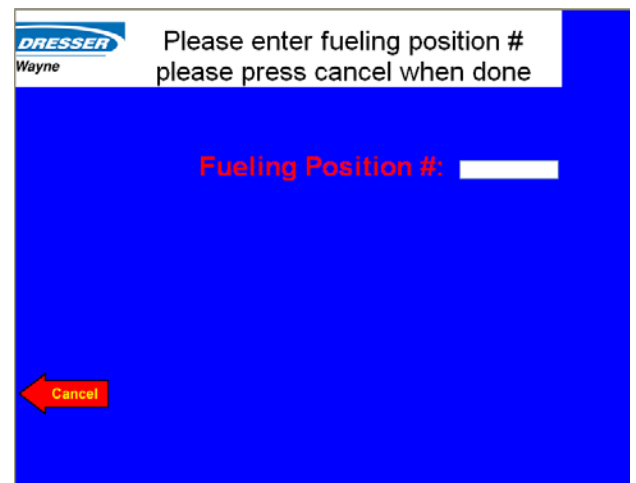 DRESSER
Wayne
Please enter fueling position #
please press cancel when done
Fueling Position #:
Cancel